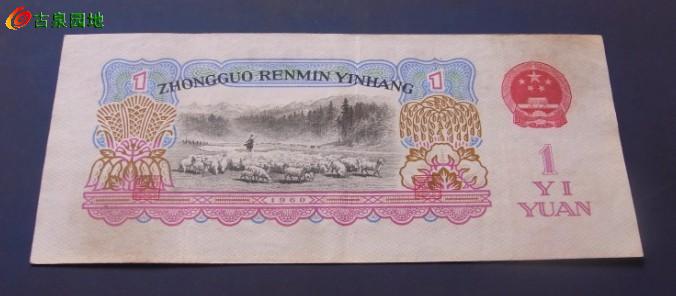 古泉园地
1
ZHONGGUO RENMIN YINHANG
1
1960
1
YI
YUAN